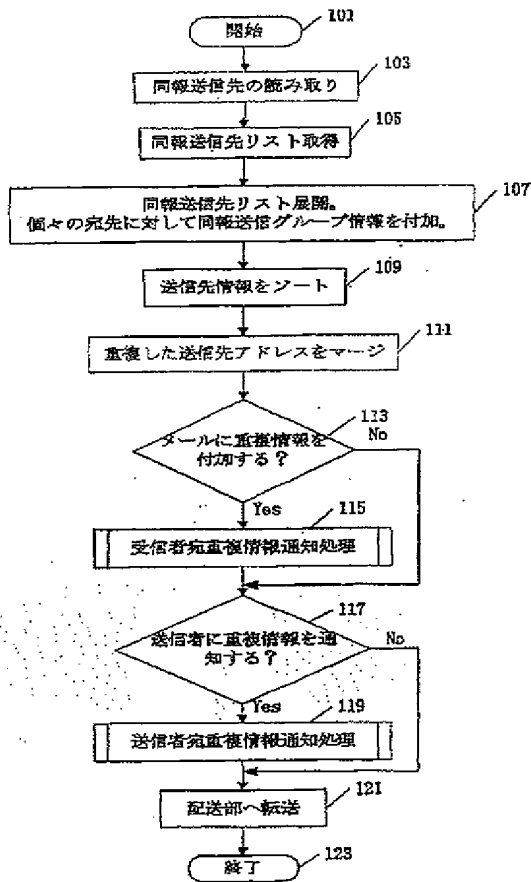 開始
101
同報送信先の読み取り
103
同報送信先リスト取得
105
同報送信先リスト展開。
個々の宛先に対して同報送信グループ情報を付加。
107
送信先情報をソート
109
重複した送信先アドレスをマージ
111
メールに重複情報を
付加する?
113
No
Yes
受信者宛重複情報通知処理
115
送信者に重複情報を通
知する?
117
No
Yes
送信者宛重複情報通知処理
119
配送部へ転送
121
終了
123